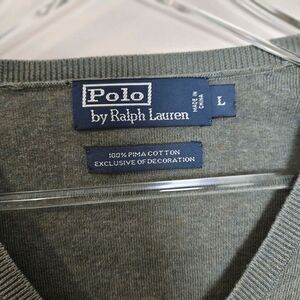 Polo
by Ralph Lauren
MADE IN
CHINA
L
100% PIMA COTTON
EXCLUSIVE OF DECORATION